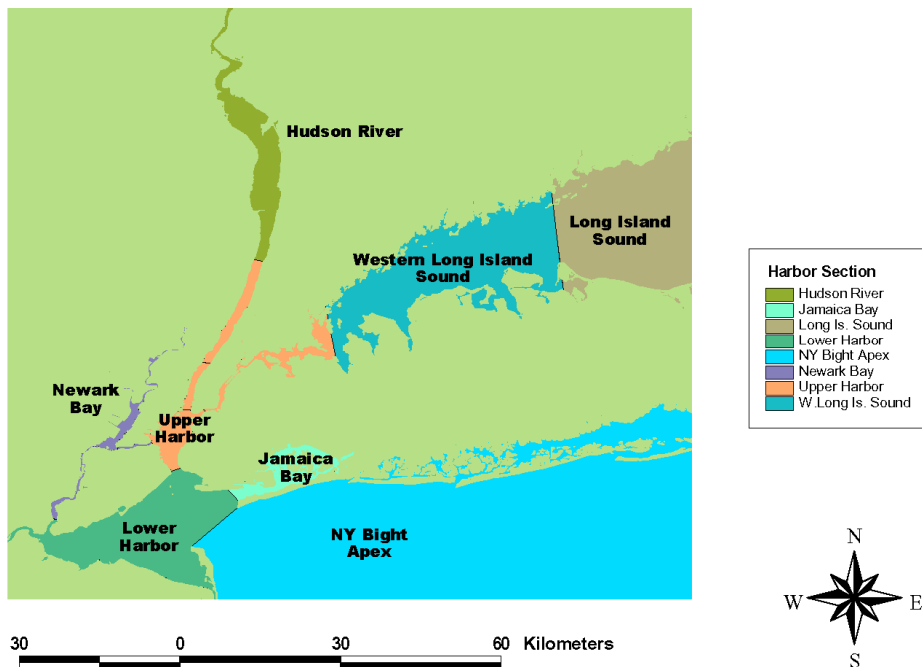 Hudson River
Long Island
Sound
Western Long Island
Sound
Newark
Bay
Upper
Harbor
Jamaica
Bay
Lower
Harbor
NY Bight
Apex
Harbor Section
Hudson River
Jamaica Bay
Long Is. Sound
Lower Harbor
NY Bight Apex
Newark Bay
Upper Harbor
W.Long Is. Sound
N
W E
S
30 0 30 60 Kilometers